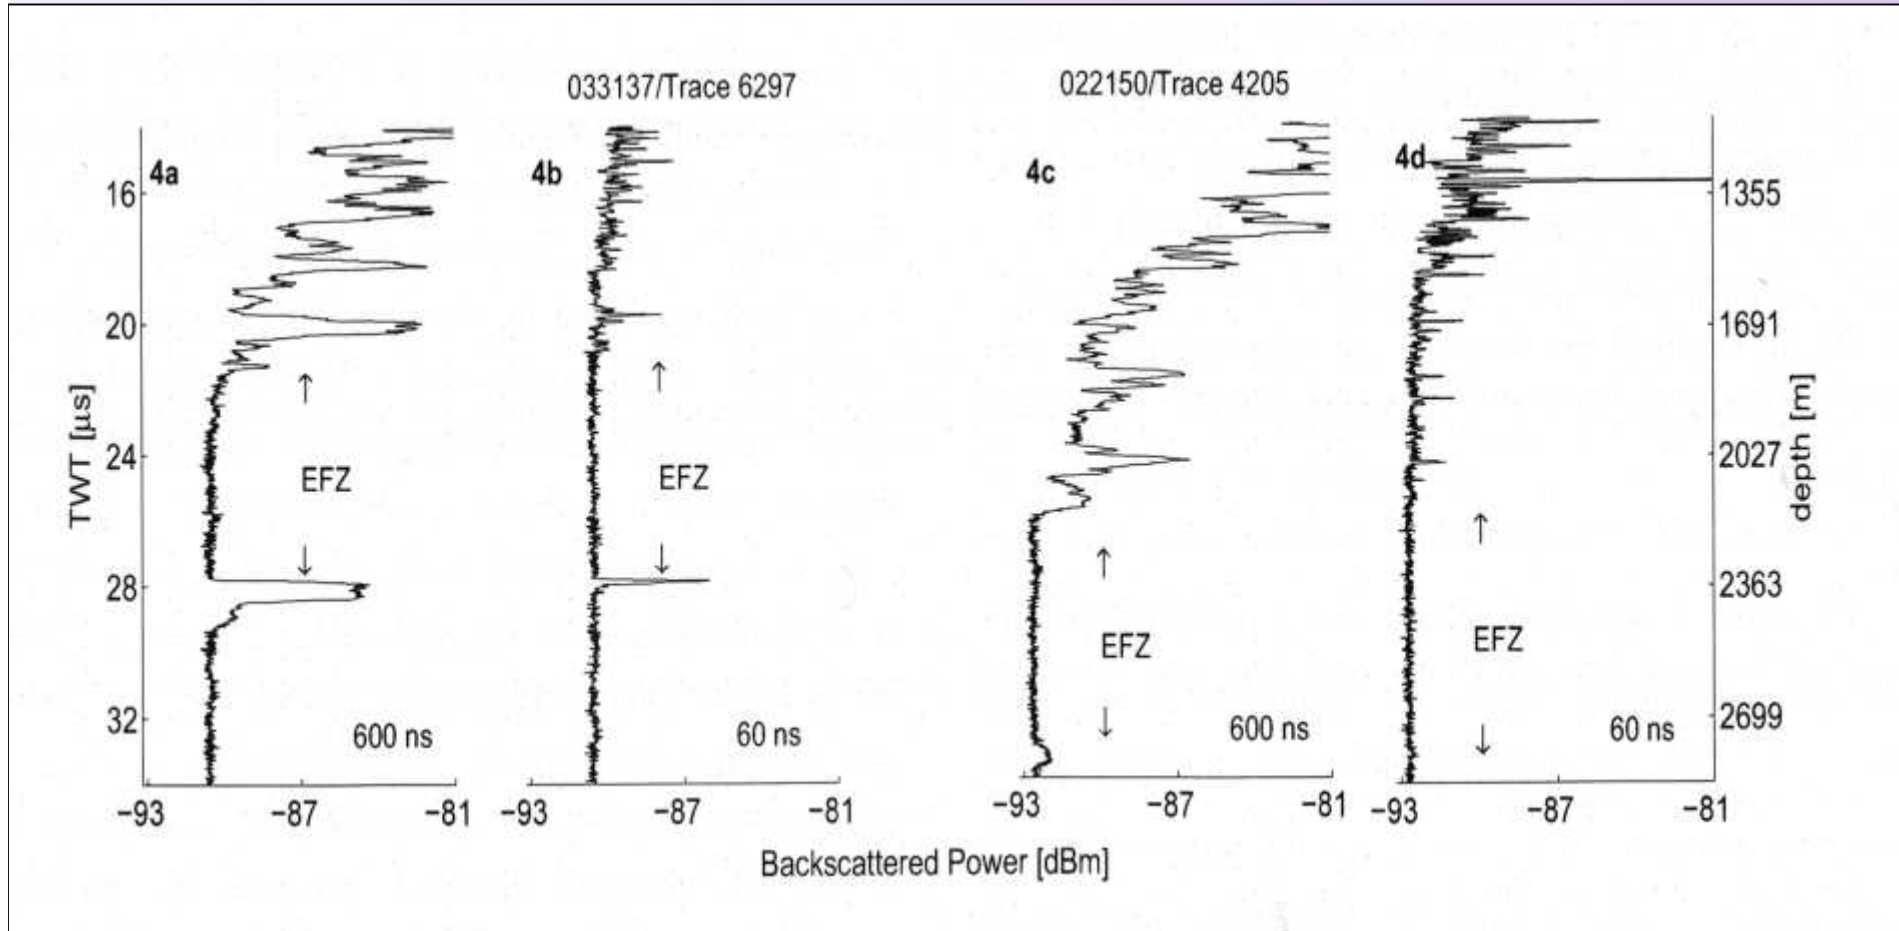 033137/Trace 6297
022150/Trace 4205
4a
4b
4c
4d
16
20
24
28
32
TWT [µs]
1355
1691
2027
2363
2699
depth [m]
EFZ
EFZ
EFZ
EFZ
600 ns
60 ns
600 ns
60 ns
−93
−87
−81
−93
−87
−81
−93
−87
−81
−93
−87
−81
Backscattered Power [dBm]